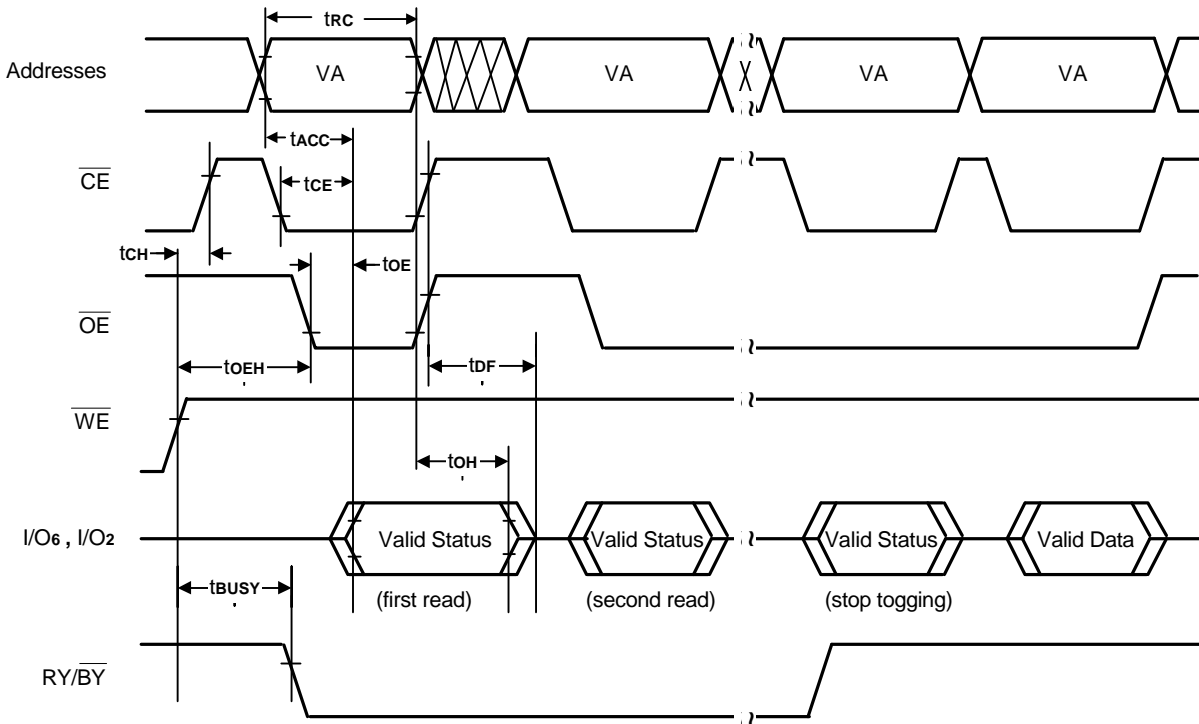 tRC
Addresses VA VA VA VA
tACC
CE tCE
tCH tOE
OE
tOEH tDF
WE
tOH
I/O6 , I/O2 Valid Status Valid Status Valid Status Valid Data
tBUSY (first read) (second read) (stop togging)
RY/BY